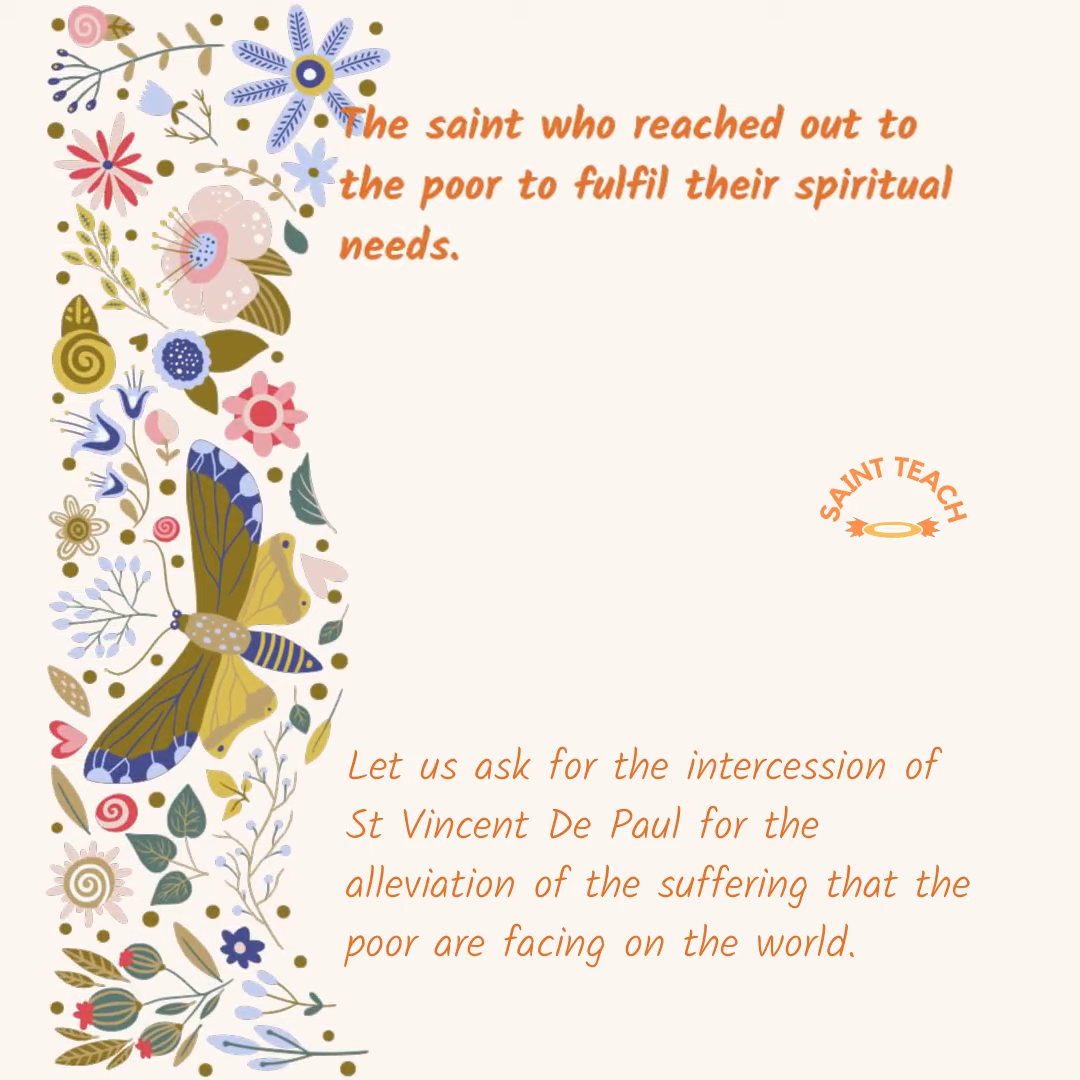 The saint who reached out to
the poor to fulfil their spiritual
needs.
SAINT TEACH
Let us ask for the intercession of
St Vincent De Paul for the
alleviation of the suffering that the
poor are facing on the world.